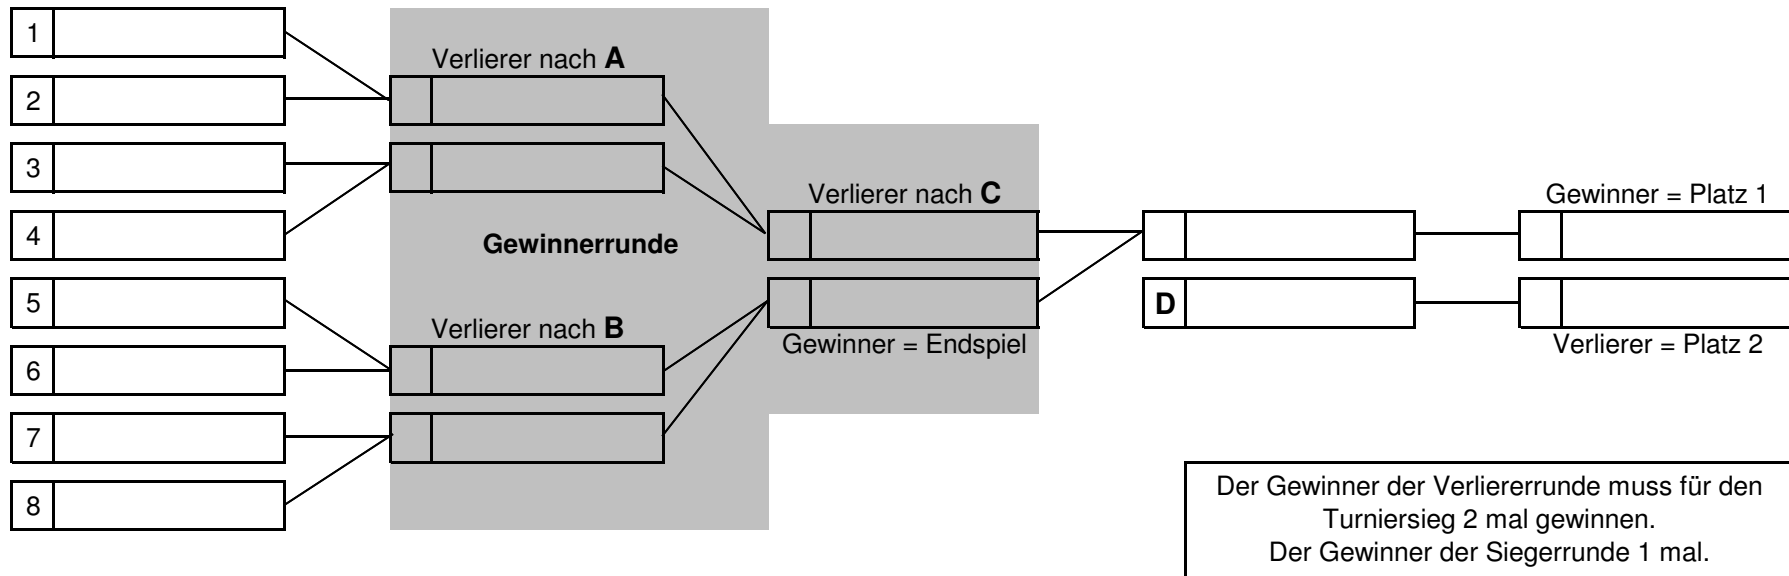 1
Verlierer nach A
2
3
Verlierer nach C
Gewinner = Platz 1
4
Gewinnerrunde
5
D
Verlierer nach B
Gewinner = Endspiel
Verlierer = Platz 2
6
7
8
Der Gewinner der Verliererrunde muss für den
Turniersieg 2 mal gewinnen.
Der Gewinner der Siegerrunde 1 mal.